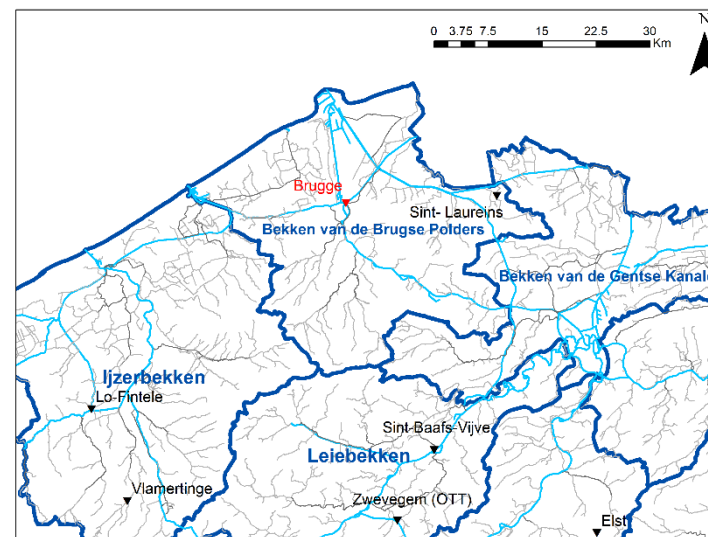 N
0 3.75 7.5 15 22.5 30
Km
Brugge
Sint- Laureins
Bekken van de Brugse Polders
Bekken van de Gentse Kanale
Ijzerbekken
Lo-Fintele
Sint-Baafs-Vijve
Leiebekken
Vlamertinge
Zwevegem (OTT)
Elst